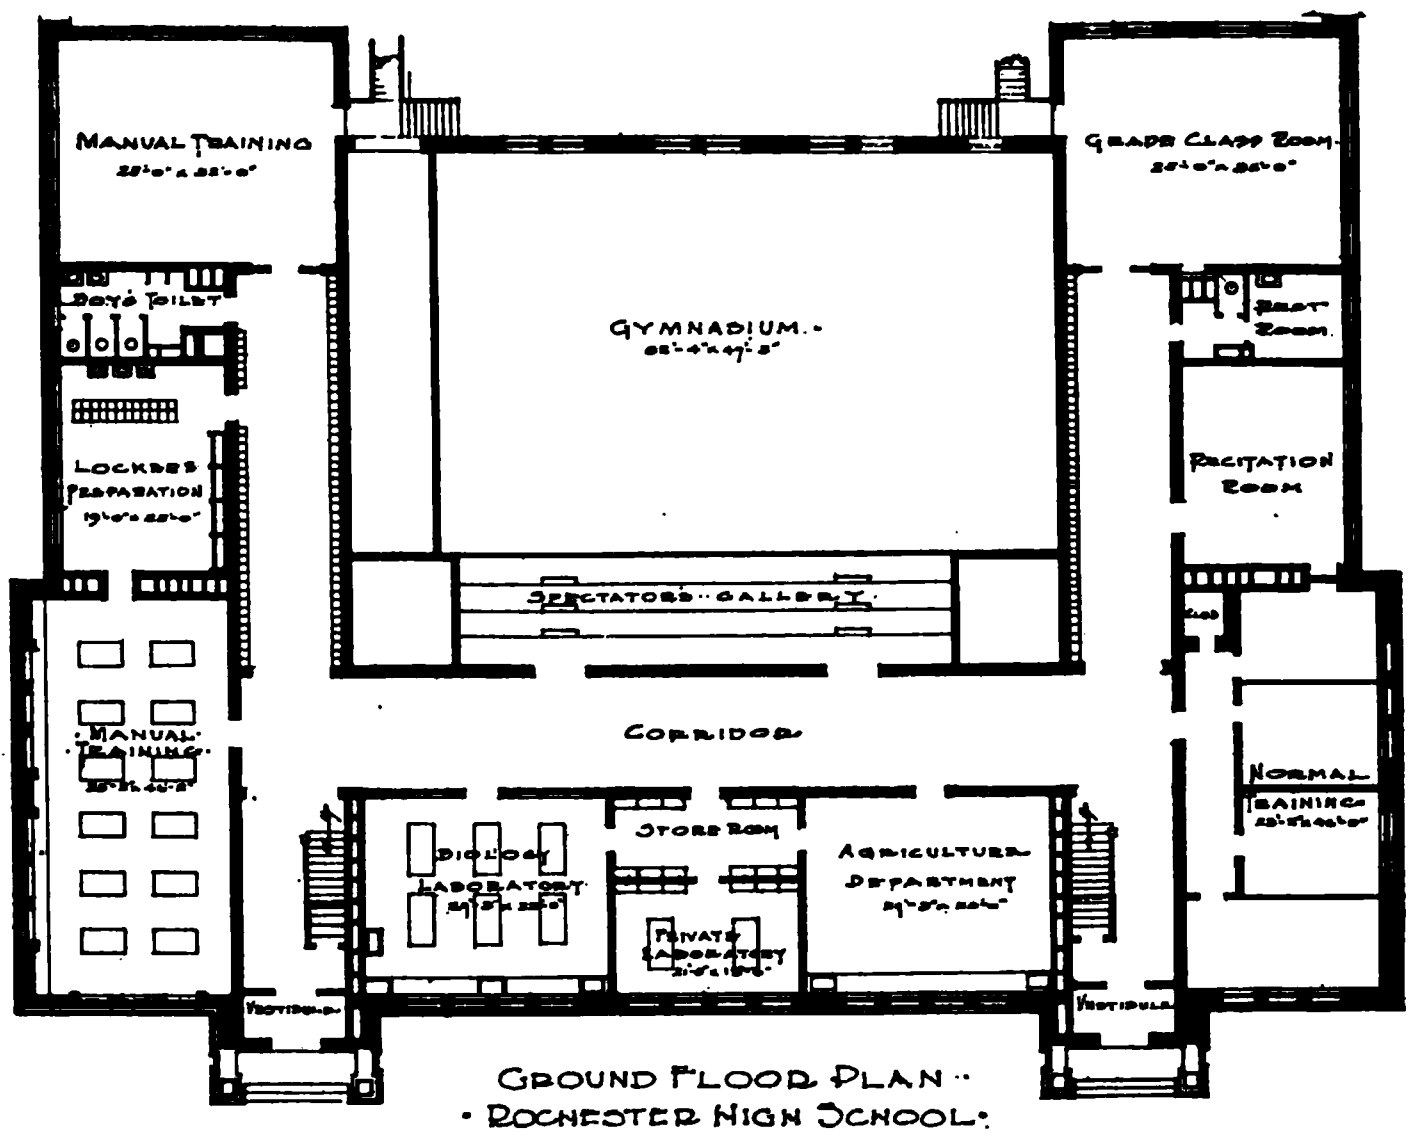 MANUAL TRAINING
GRADE CLASS ROOM
BOYS TOILET
GYMNASIUM
REST
ROOM
LOCKERS
PREPARATION
RECITATION
ROOM
SPECTATORS GALLERY
MANUAL
TRAINING
CORRIDOR
NORMAL
TRAINING
STORE ROOM
BIOLOGY
LABORATORY
AGRICULTURE
DEPARTMENT
PRIVATE
LABORATORY
VESTIBULE
VESTIBULE
GROUND FLOOR PLAN
ROCHESTER HIGH SCHOOL